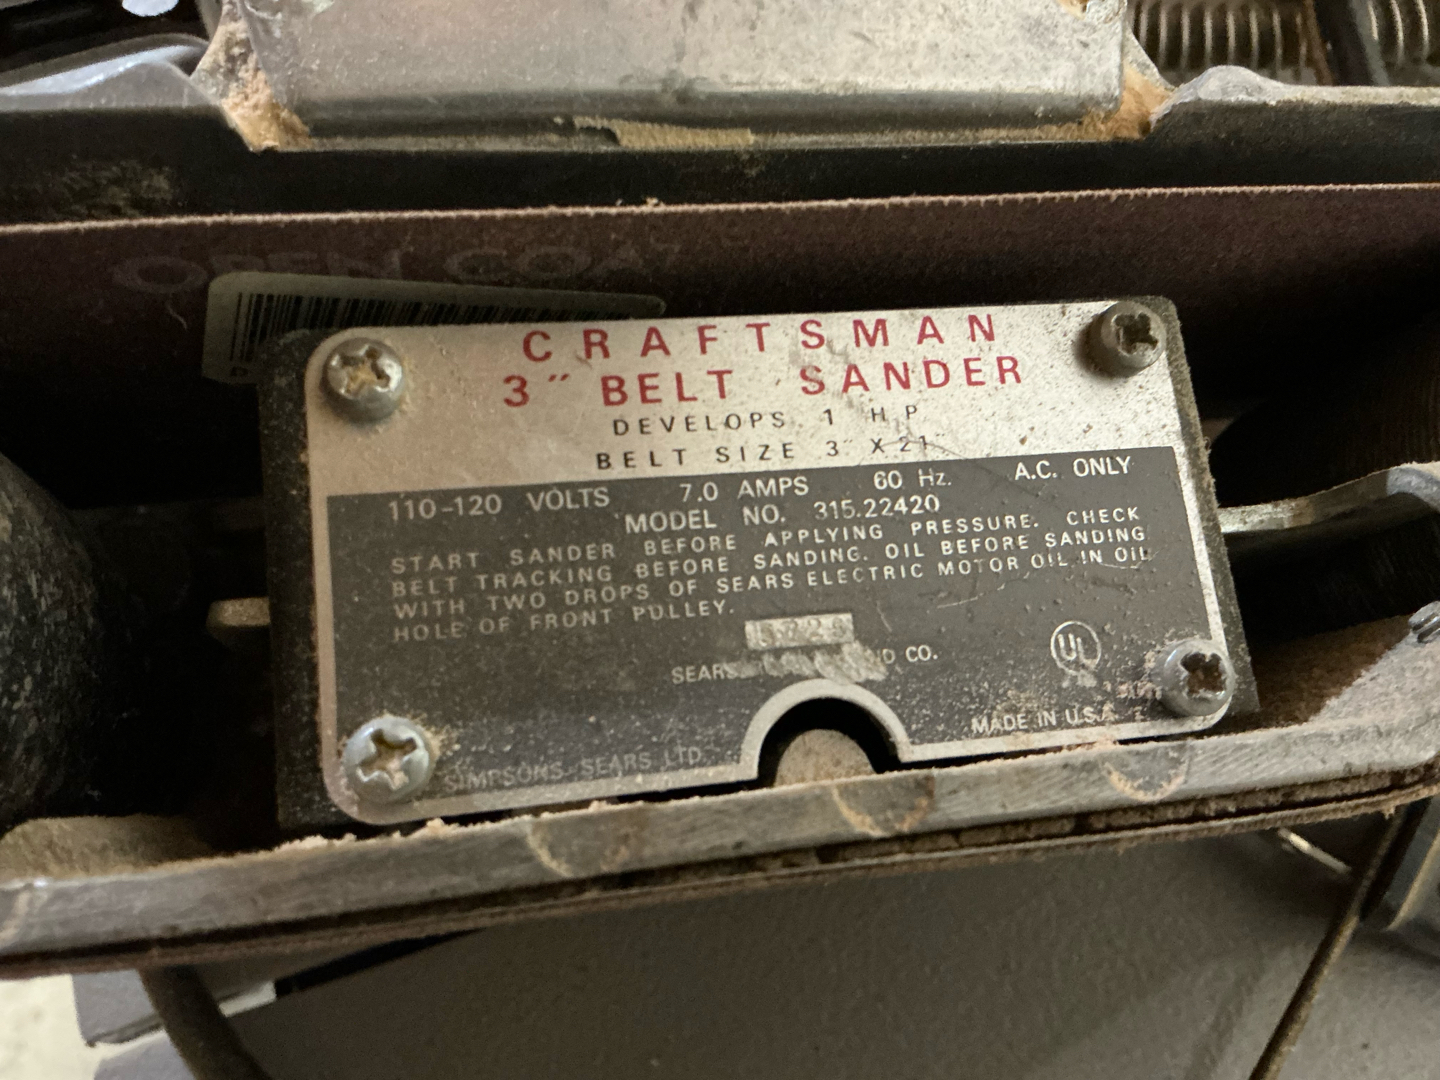 OPEN COAT
CRAFTSMAN
3" BELT SANDER
DEVELOPS 1 HP
BELT SIZE 3" X 21"
110-120 VOLTS 7.0 AMPS 60 Hz. A.C. ONLY
MODEL NO. 315.22420
START SANDER BEFORE APPLYING PRESSURE. CHECK
BELT TRACKING BEFORE SANDING. OIL BEFORE SANDING
WITH TWO DROPS OF SEARS ELECTRIC MOTOR OIL IN OIL
HOLE OF FRONT PULLEY.
SEARS CO.
UL
MADE IN U.S.A.
SIMPSONS-SEARS LTD.